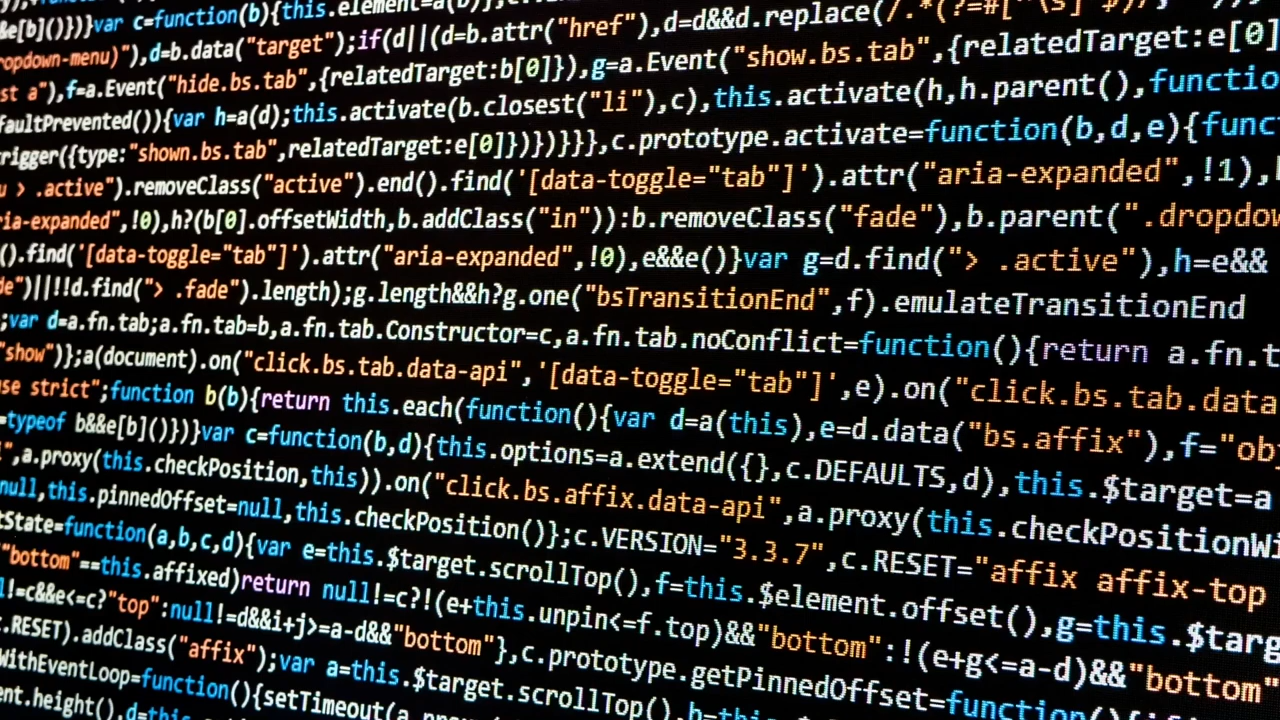 &e[b]()})}var c=function(b){this.element=a(b)}
ropdown-menu)"),d=b.data("target");if(d||(d=b.attr("href"),d=d&&d.replace(/.*(?=#[^\s]*$)/
st a"),f=a.Event("hide.bs.tab",{relatedTarget:b[0]}),g=a.Event("show.bs.tab",{relatedTarget:e[0]
faultPrevented()){var h=a(d);this.activate(b.closest("li"),c),this.activate(h,h.parent(),functio
rigger({type:"shown.bs.tab",relatedTarget:e[0]})})}}},c.prototype.activate=function(b,d,e){func
u > .active").removeClass("active").end().find('[data-toggle="tab"]').attr("aria-expanded",!1),
ria-expanded",!0),h?(b[0].offsetWidth,b.addClass("in")):b.removeClass("fade"),b.parent(".dropdow
().find('[data-toggle="tab"]').attr("aria-expanded",!0),e&&e()}var g=d.find("> .active"),h=e&&
de")||!!d.find("> .fade").length);g.length&&h?g.one("bsTransitionEnd",f).emulateTransitionEnd
;var d=a.fn.tab;a.fn.tab=b,a.fn.tab.Constructor=c,a.fn.tab.noConflict=function(){return a.fn.t
"show")};a(document).on("click.bs.tab.data-api",'[data-toggle="tab"]',e).on("click.bs.tab.data
se strict";function b(b){return this.each(function(){var d=a(this),e=d.data("bs.affix"),f="ob
=typeof b&&e[b]()})}var c=function(b,d){this.options=a.extend({},c.DEFAULTS,d),this.$target=a
",a.proxy(this.checkPosition,this)).on("click.bs.affix.data-api",a.proxy(this.checkPositionWi
null,this.pinnedOffset=null,this.checkPosition()};c.VERSION="3.3.7",c.RESET="affix affix-top
tState=function(a,b,c,d){var e=this.$target.scrollTop(),f=this.$element.offset(),g=this.$targ
"bottom"==this.affixed)return null!=c?!(e+this.unpin<=f.top)&&"bottom":!(e+g<=a-d)&&"bottom"
l!=c&&e<=c?"top":null!=d&&i+j>=a-d&&"bottom"},c.prototype.getPinnedOffset=function(){if
.RESET).addClass("affix");var a=this.$target.scrollTop(),b=this
WithEventLoop=function(){setTimeout(a.proxy
ent.height(),d=this